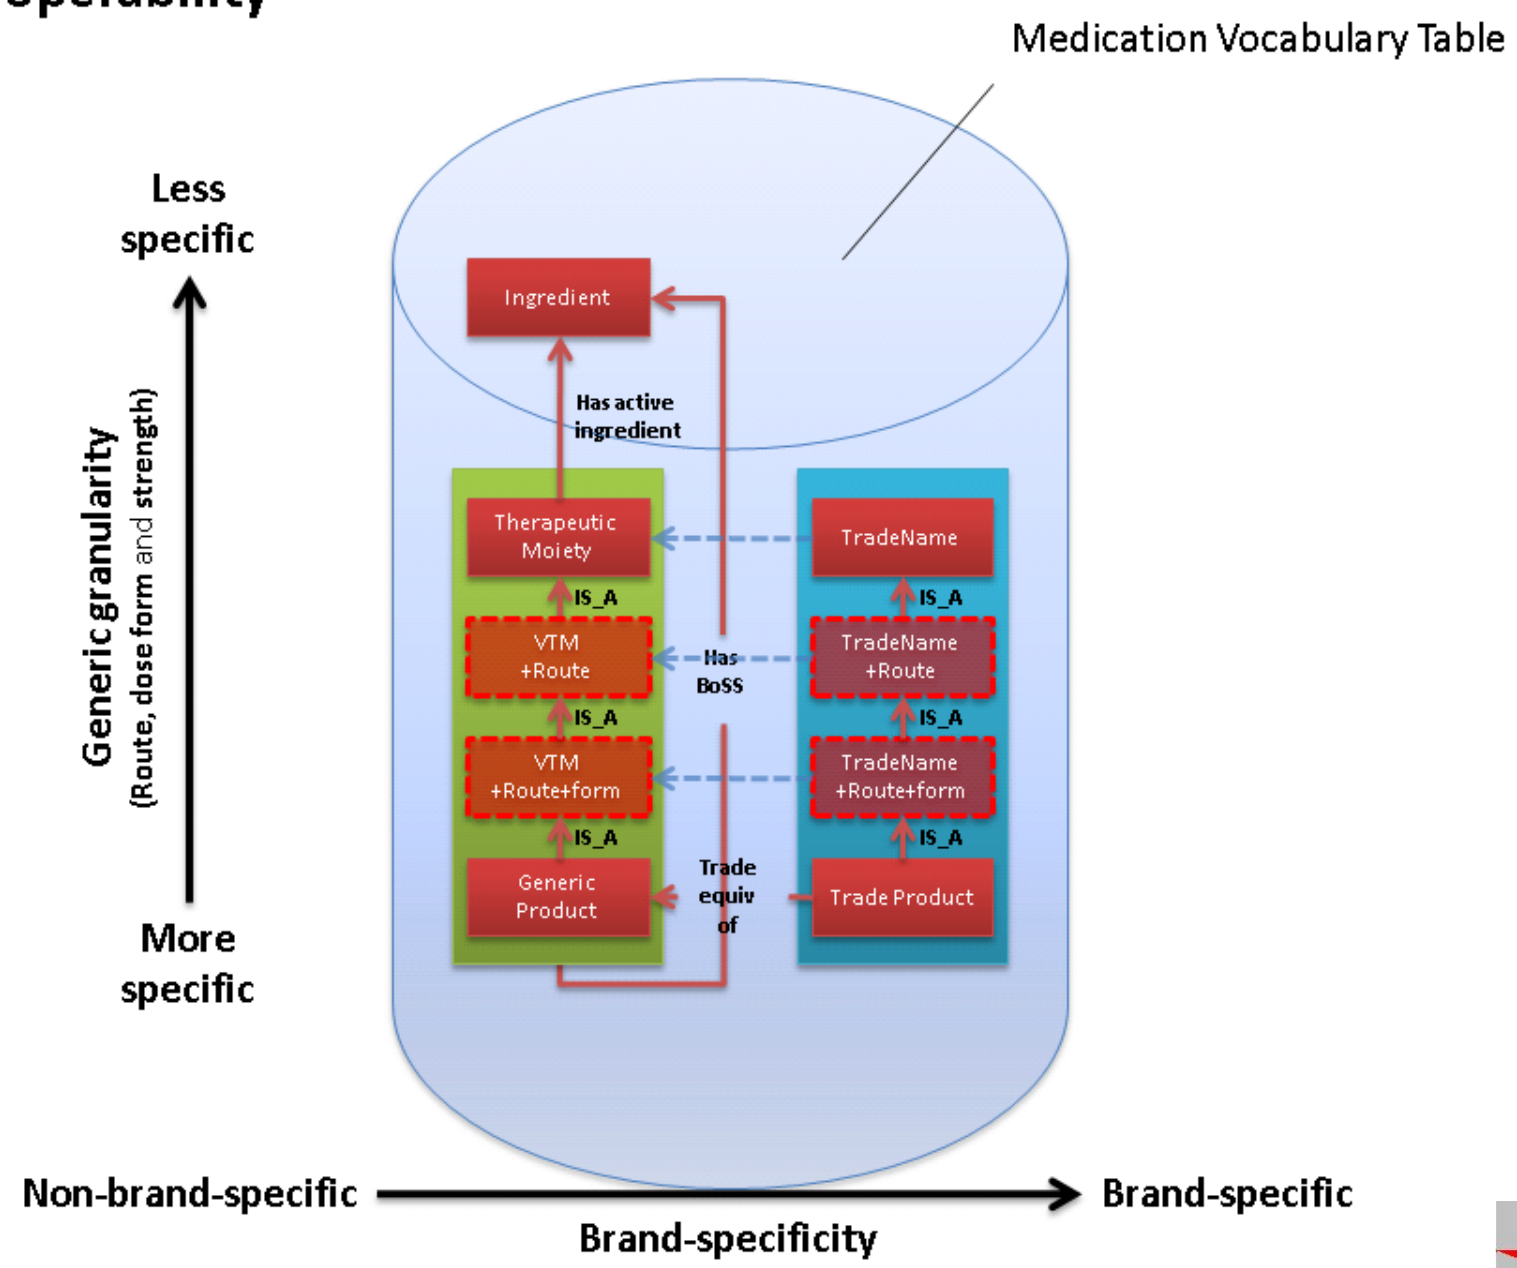 Medication Vocabulary Table
Less
specific
Ingredient
Has active
ingredient
Generic granularity
(Route, dose form and strength)
Therapeutic
Moiety
TradeName
IS_A
IS_A
VTM
+Route
Has
BoSS
TradeName
+Route
IS_A
IS_A
VTM
+Route+form
TradeName
+Route+form
IS_A
IS_A
Generic
Product
Trade
equiv
of
Trade Product
More
specific
Non-brand-specific
Brand-specific
Brand-specificity